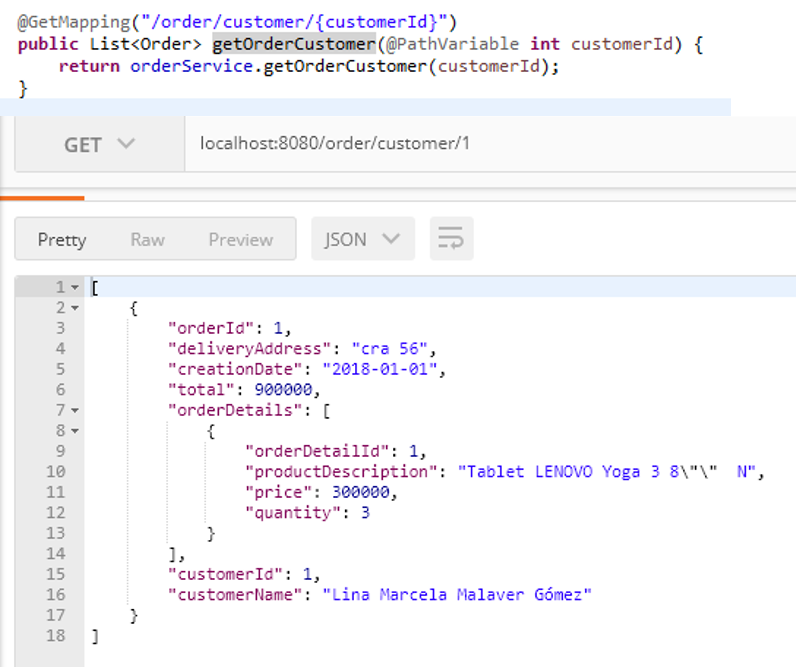 @GetMapping("/order/customer/{customerId}")
public List<Order> getOrderCustomer(@PathVariable int customerId) {
    return orderService.getOrderCustomer(customerId);
}
GET localhost:8080/order/customer/1
Pretty Raw Preview JSON
1 [
2     {
3         "orderId": 1,
4         "deliveryAddress": "cra 56",
5         "creationDate": "2018-01-01",
6         "total": 900000,
7         "orderDetails": [
8             {
9                 "orderDetailId": 1,
10                 "productDescription": "Tablet LENOVO Yoga 3 8\"\"  N",
11                 "price": 300000,
12                 "quantity": 3
13             }
14         ],
15         "customerId": 1,
16         "customerName": "Lina Marcela Malaver Gómez"
17     }
18 ]